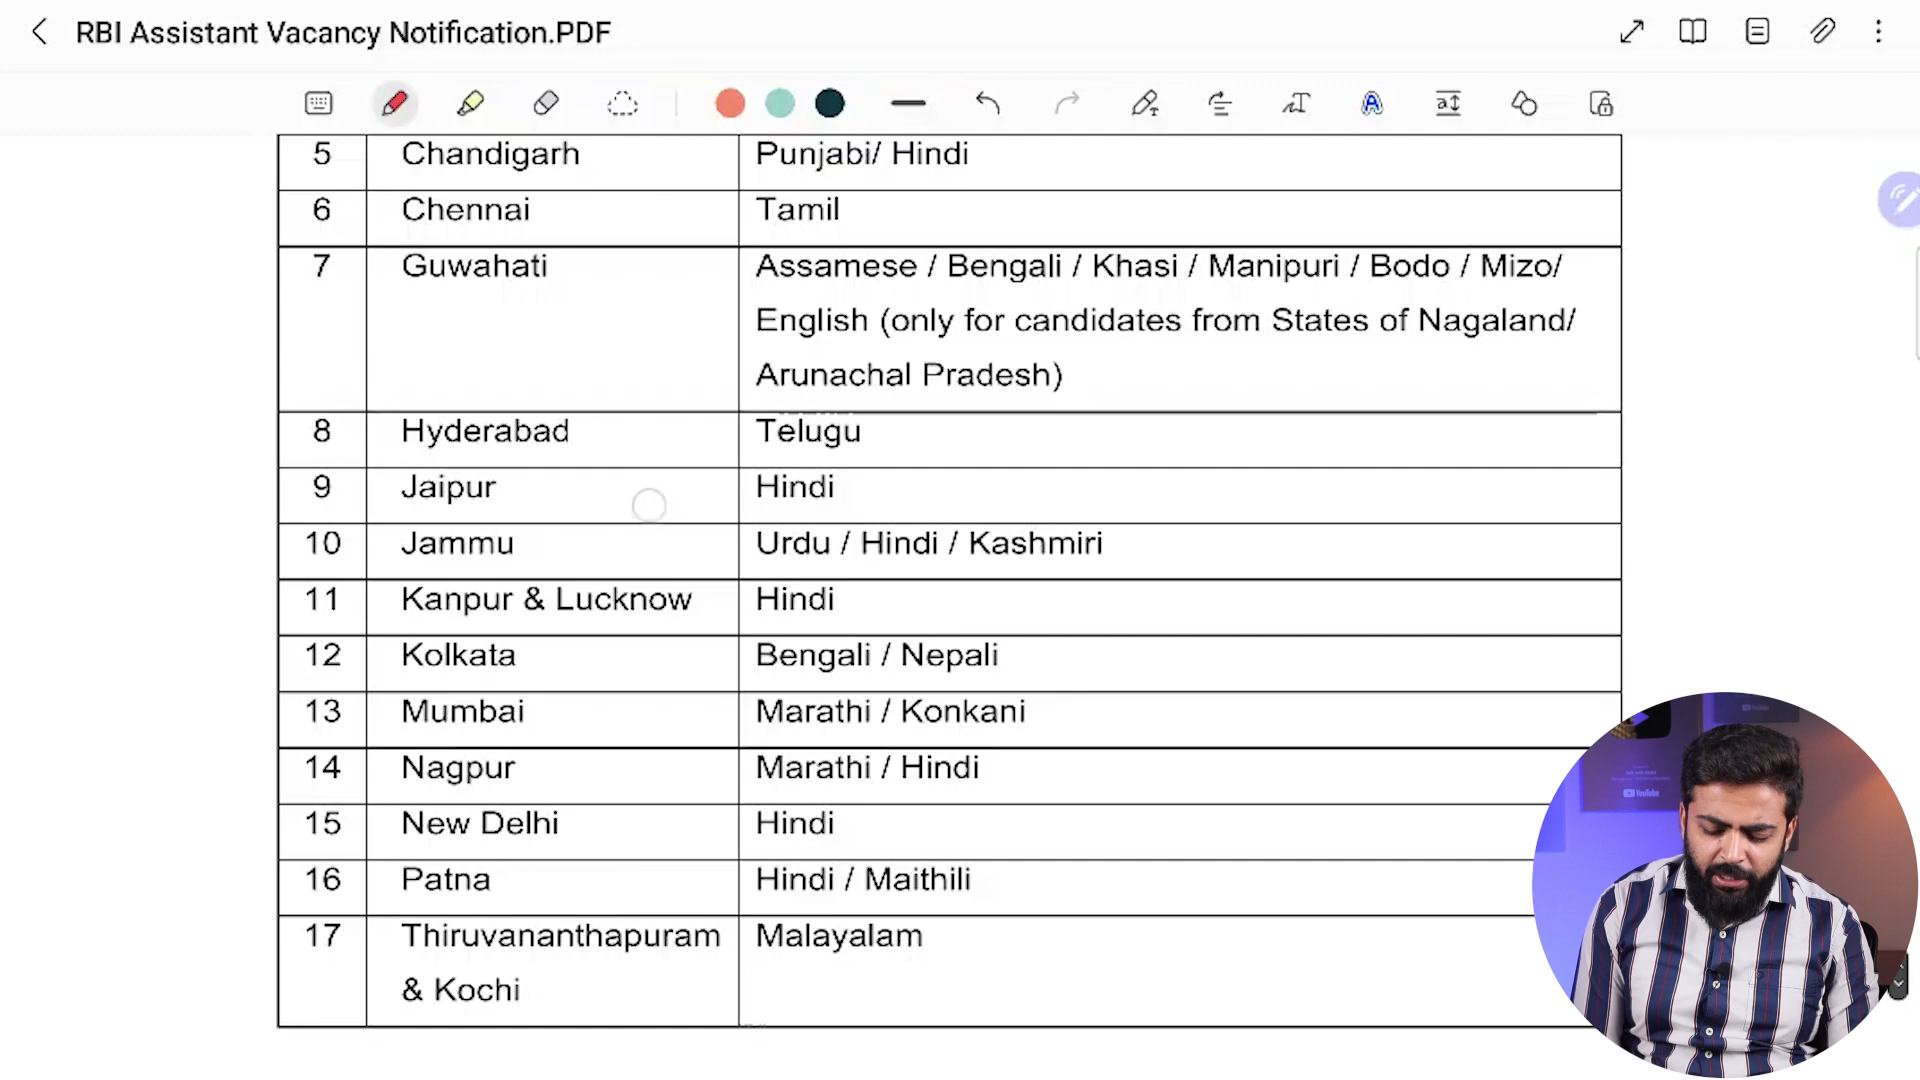 RBI Assistant Vacancy Notification.PDF
5 Chandigarh Punjabi/ Hindi
6 Chennai Tamil
7 Guwahati Assamese / Bengali / Khasi / Manipuri / Bodo / Mizo/
English (only for candidates from States of Nagaland/
Arunachal Pradesh)
8 Hyderabad Telugu
9 Jaipur Hindi
10 Jammu Urdu / Hindi / Kashmiri
11 Kanpur & Lucknow Hindi
12 Kolkata Bengali / Nepali
13 Mumbai Marathi / Konkani
14 Nagpur Marathi / Hindi
15 New Delhi Hindi
16 Patna Hindi / Maithili
17 Thiruvananthapuram Malayalam
& Kochi
YouTube